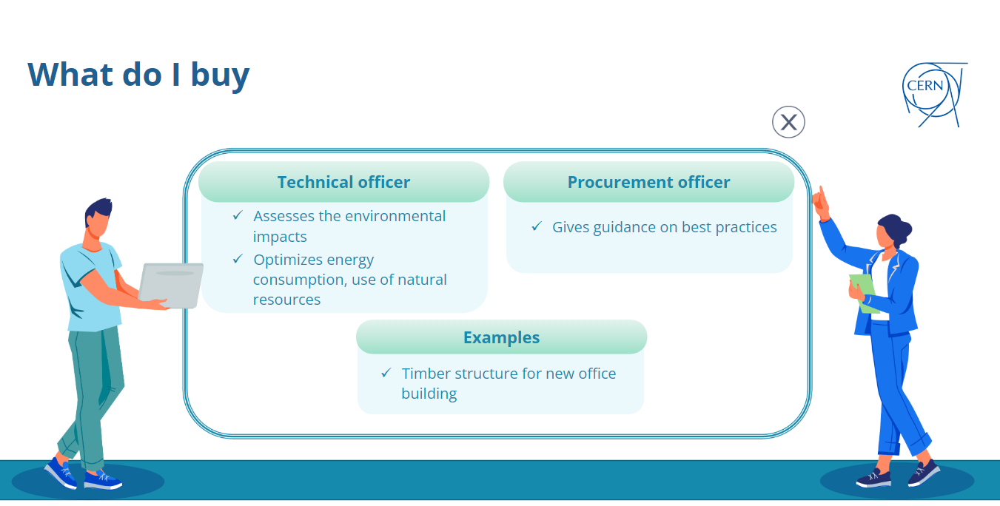 What do I buy
CERN
X
Technical officer
✓ Assesses the environmental
impacts
✓ Optimizes energy
consumption, use of natural
resources
Procurement officer
✓ Gives guidance on best practices
Examples
✓ Timber structure for new office
building